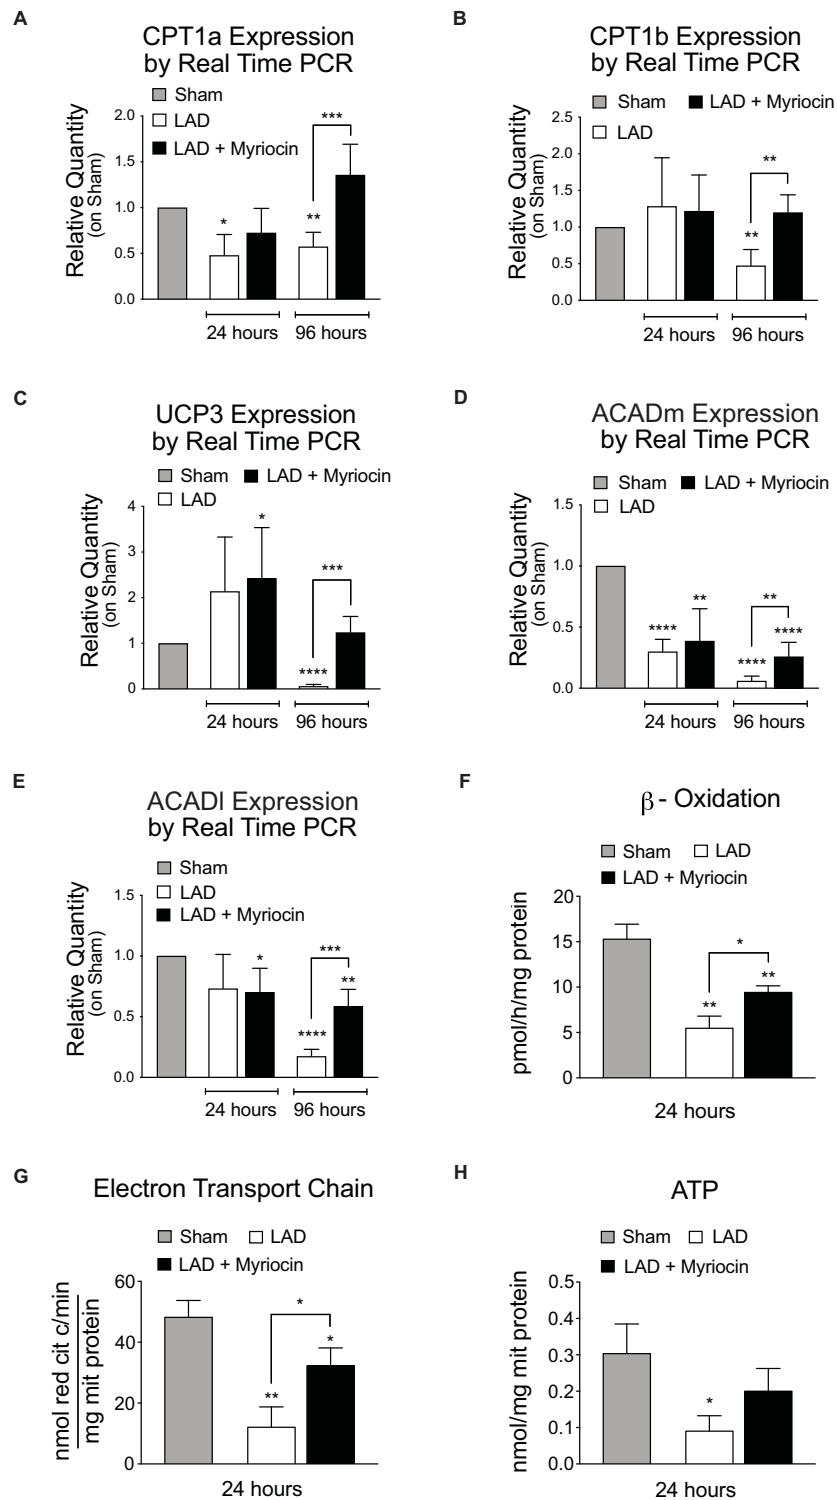 A
CPT1a Expression
by Real Time PCR
Sham
LAD
LAD + Myriocin
Relative Quantity
(on Sham)
2.0
1.5
1.0
0.5
0.0
*
**
***
24 hours
96 hours
B
CPT1b Expression
by Real Time PCR
Sham
LAD + Myriocin
LAD
Relative Quantity
(on Sham)
2.5
2.0
1.5
1.0
0.5
0.0
**
**
24 hours
96 hours
C
UCP3 Expression
by Real Time PCR
Sham
LAD + Myriocin
LAD
Relative Quantity
(on Sham)
4
3
2
1
0
*
***
****
24 hours
96 hours
D
ACADm Expression
by Real Time PCR
Sham
LAD + Myriocin
LAD
Relative Quantity
(on Sham)
1.5
1.0
0.5
0.0
****
**
**
****
****
24 hours
96 hours
E
ACADl Expression
by Real Time PCR
Sham
LAD
LAD + Myriocin
Relative Quantity
(on Sham)
1.5
1.0
0.5
0.0
*
***
**
****
24 hours
96 hours
F
β - Oxidation
Sham
LAD
LAD + Myriocin
pmol/h/mg protein
20
15
10
5
0
*
**
**
24 hours
G
Electron Transport Chain
Sham
LAD
LAD + Myriocin
nmol red cit c/min
mg mit protein
60
40
20
0
*
*
**
24 hours
H
ATP
Sham
LAD
LAD + Myriocin
nmol/mg mit protein
0.5
0.4
0.3
0.2
0.1
0.0
*
24 hours